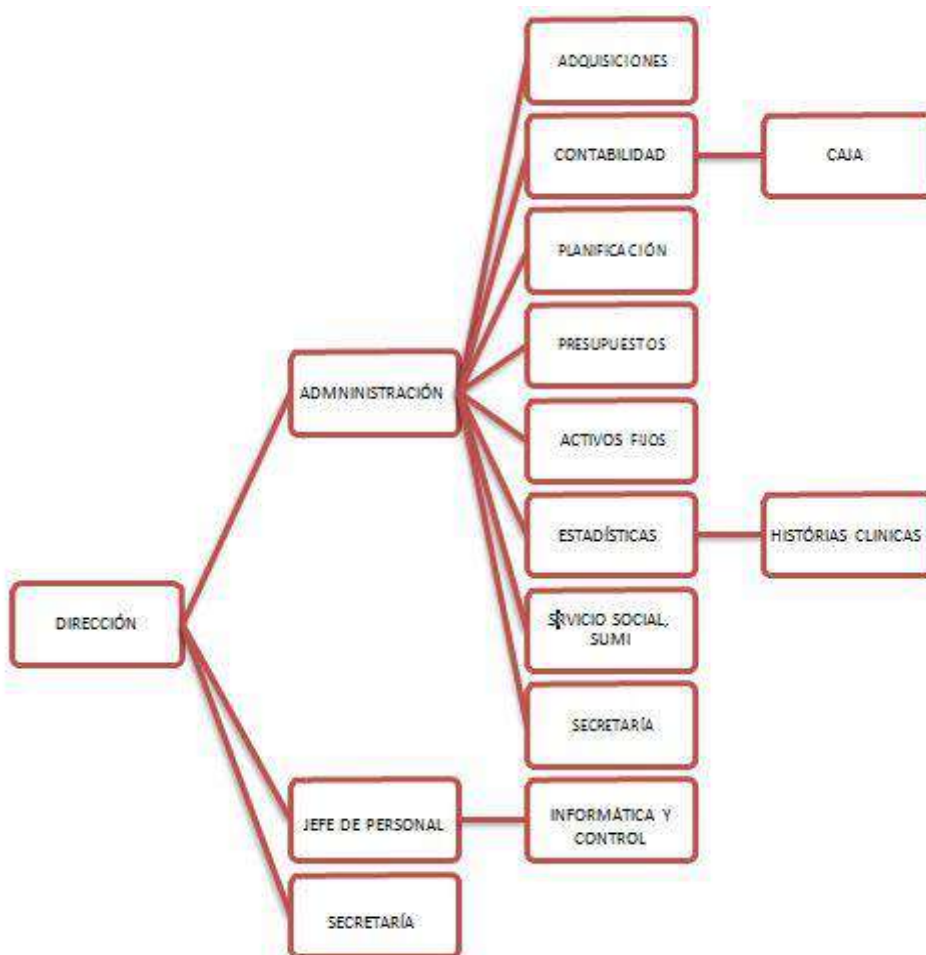 ADQUISICIONES
CONTABILIDAD
CAJA
PLANIFICACIÓN
PRESUPUESTOS
ADMNINISTRACIÓN
ACTIVOS FIJOS
ESTADÍSTICAS
HISTÓRIAS CLINICAS
DIRECCIÓN
SRVICIO SOCIAL,
SUMI
SECRETARÍA
JEFE DE PERSONAL
INFORMÁTICA Y
CONTROL
SECRETARÍA